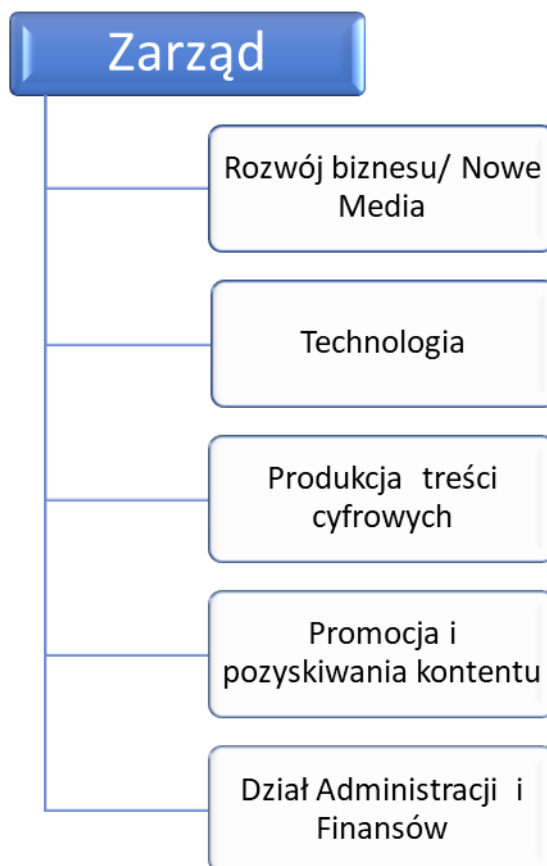 Zarząd
Rozwój biznesu/ Nowe
Media
Technologia
Produkcja treści
cyfrowych
Promocja i
pozyskiwania kontentu
Dział Administracji i
Finansów